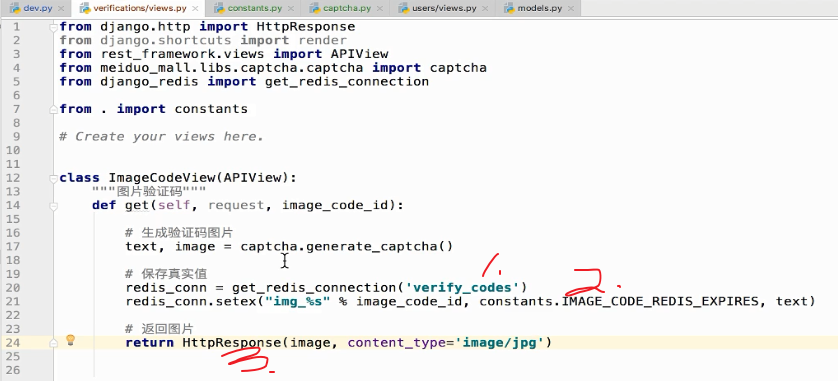 dev.py verifications/views.py constants.py captcha.py users/views.py models.py
1 from django.http import HttpResponse
2 from django.shortcuts import render
3 from rest_framework.views import APIView
4 from meiduo_mall.libs.captcha.captcha import captcha
5 from django_redis import get_redis_connection
6
7 from . import constants
8
9 # Create your views here.
10
11
12 class ImageCodeView(APIView):
13 """图片验证码"""
14 def get(self, request, image_code_id):
15
16 # 生成验证码图片
17 text, image = captcha.generate_captcha()
18
19 # 保存真实值
1.
20 redis_conn = get_redis_connection('verify_codes')
2.
21 redis_conn.setex("img_%s" % image_code_id, constants.IMAGE_CODE_REDIS_EXPIRES, text)
22
23 # 返回图片
24 return HttpResponse(image, content_type='image/jpg')
3.
25
26